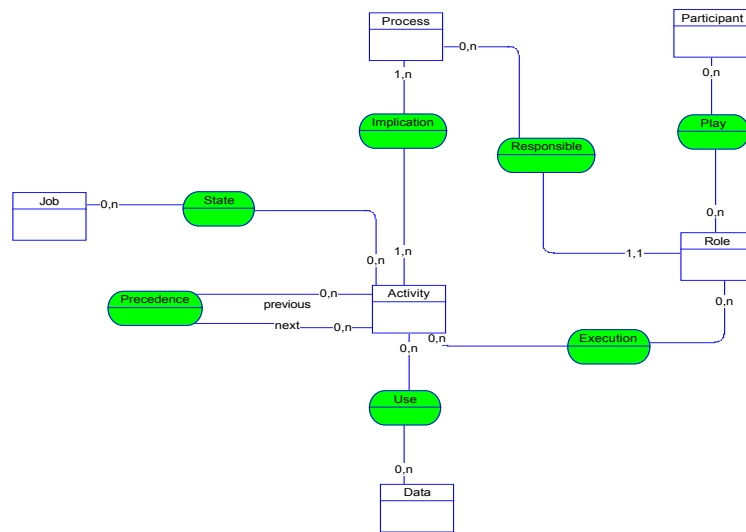 Process
Participant
0,n
1,n
0,n
Implication
Play
Responsible
Job
0,n
State
0,n
1,n
0,n
1,1
Role
Activity
Precedence
0,n
previous
next
0,n
0,n
0,n
Execution
0,n
Use
0,n
Data